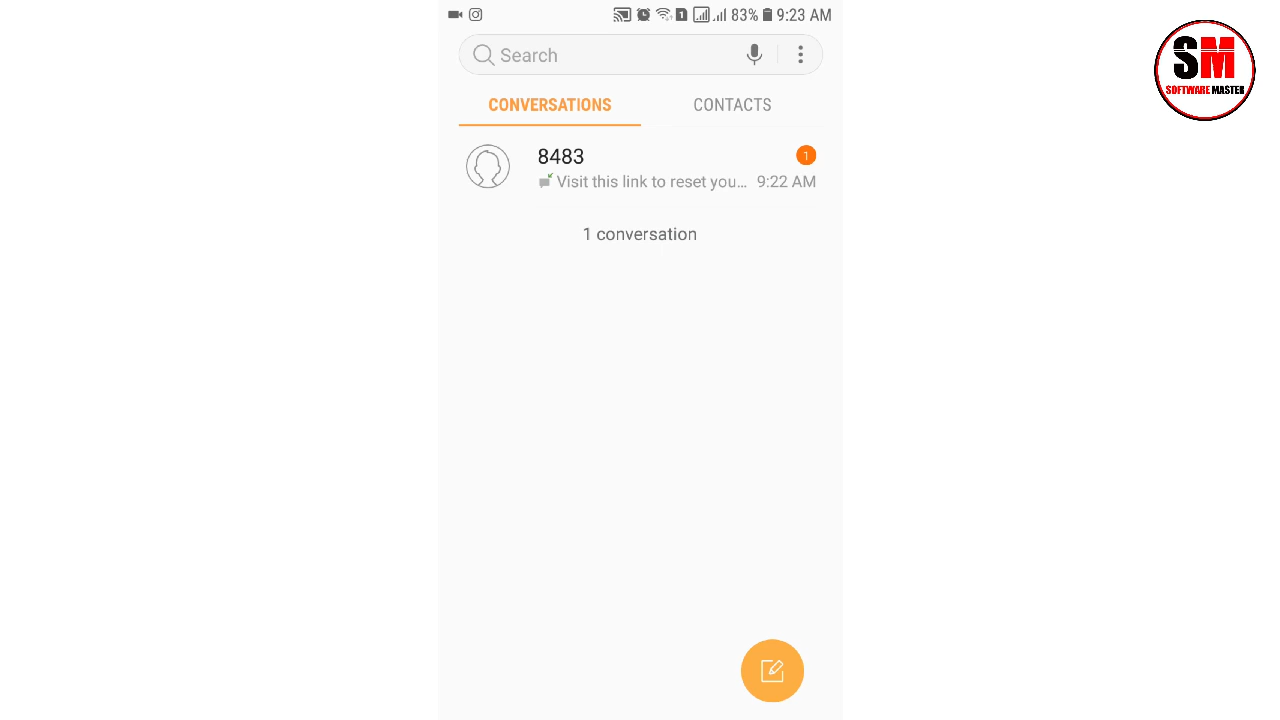 1 83% 9:23 AM
Search
CONVERSATIONS CONTACTS
8483 1
Visit this link to reset you... 9:22 AM
1 conversation
SM
SOFTWARE MASTER